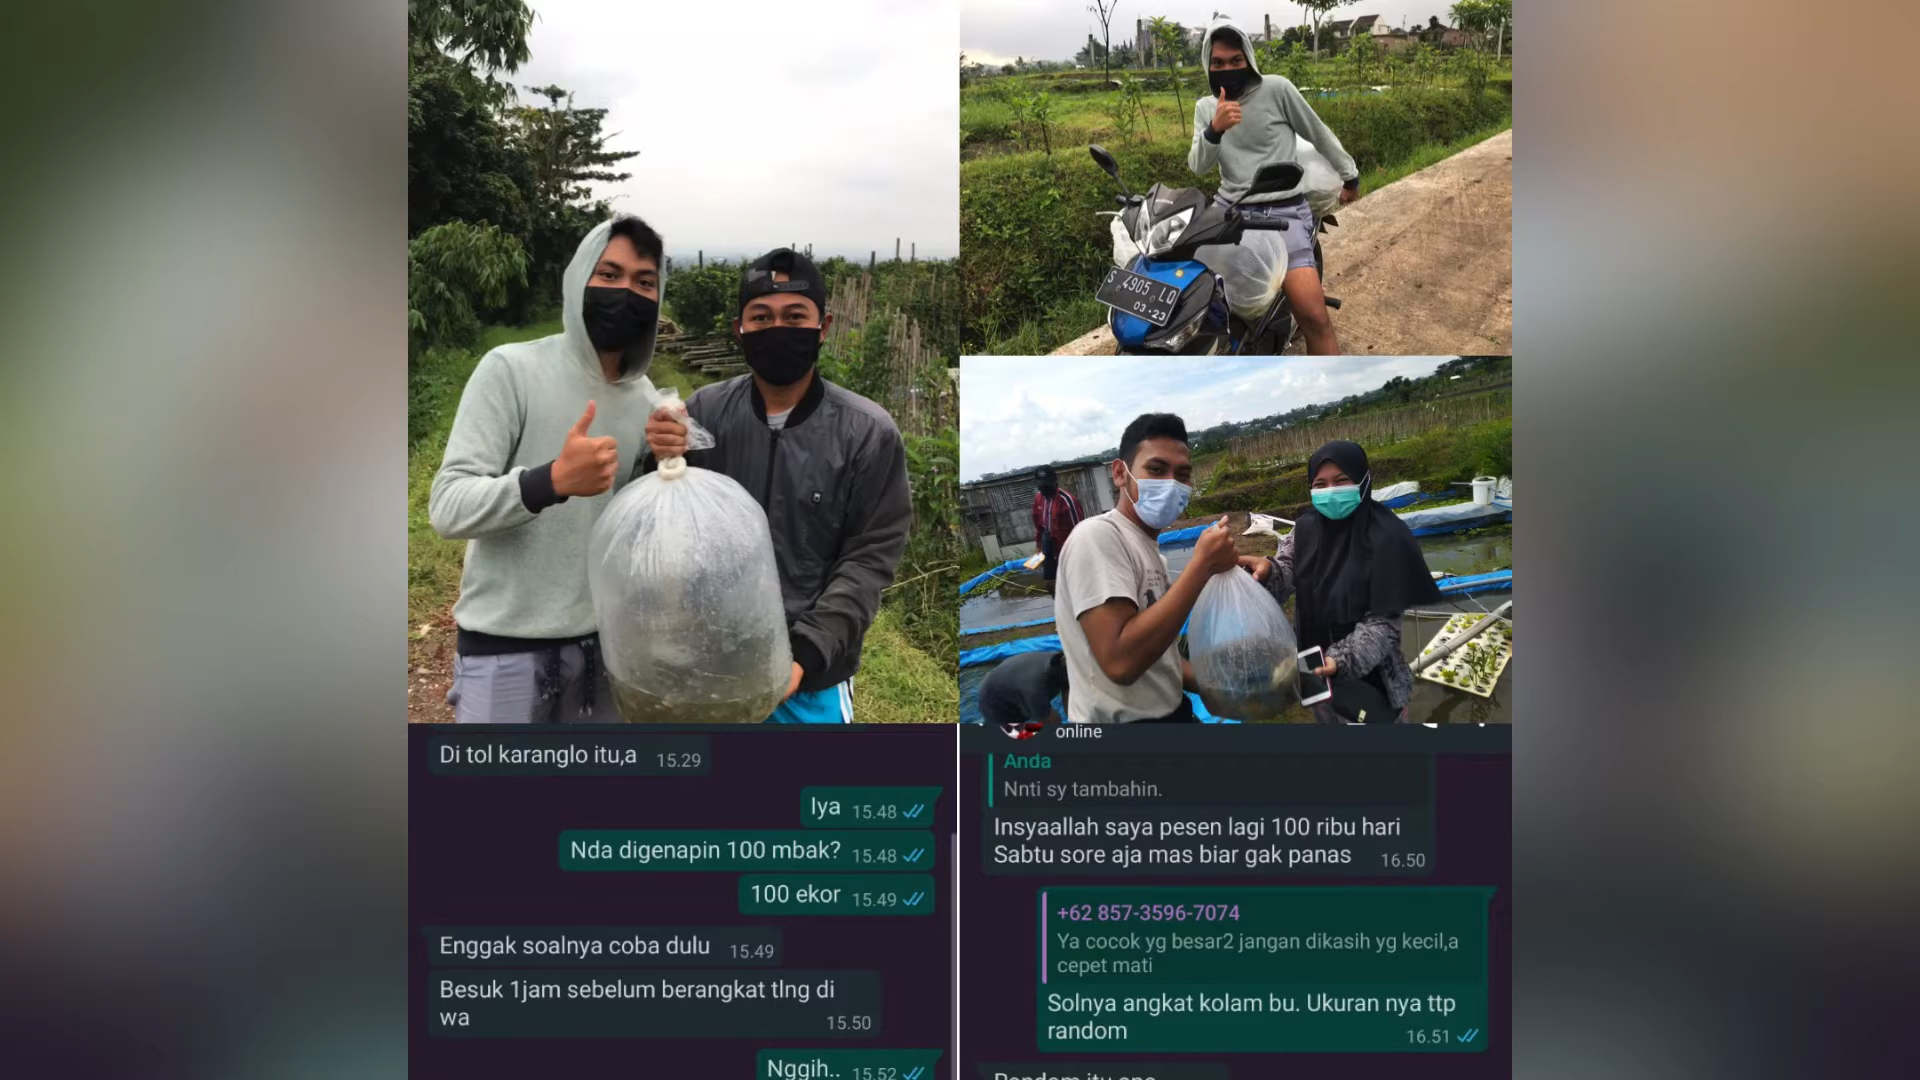 HONDA
S 4905 LQ
03·23
Di tol karanglo itu,a 15.29
Iya 15.48
Nda digenapin 100 mbak? 15.48
100 ekor 15.49
Enggak soalnya coba dulu 15.49
Besuk 1jam sebelum berangkat tlng di
wa 15.50
Nggih.. 15.52
online
Anda
Nnti sy tambahin.
Insyaallah saya pesen lagi 100 ribu hari
Sabtu sore aja mas biar gak panas 16.50
+62 857-3596-7074
Ya cocok yg besar2 jangan dikasih yg kecil,a
cepet mati
Solnya angkat kolam bu. Ukuran nya ttp
random 16.51